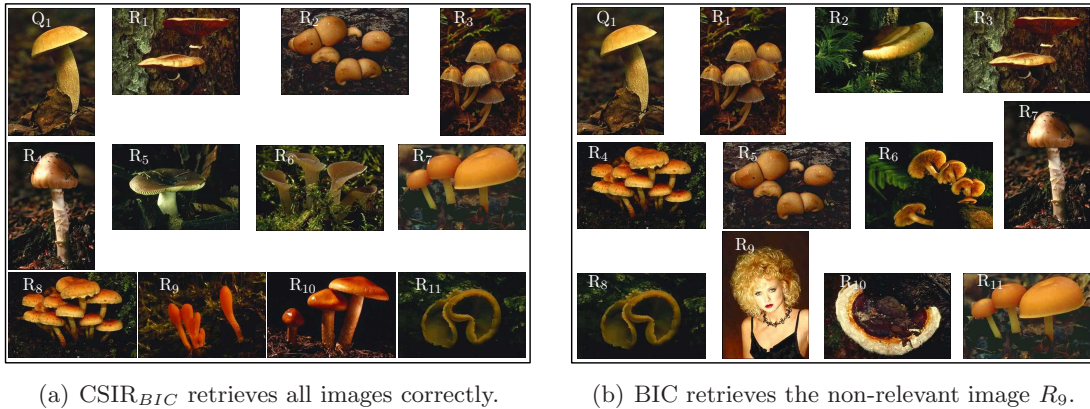 Q1 R1 R2 R3
R4 R5 R6 R7
R8 R9 R10 R11
(a) CSIR_BIC retrieves all images correctly.
Q1 R1 R2 R3
R4 R5 R6 R7
R8 R9 R10 R11
(b) BIC retrieves the non-relevant image R9.